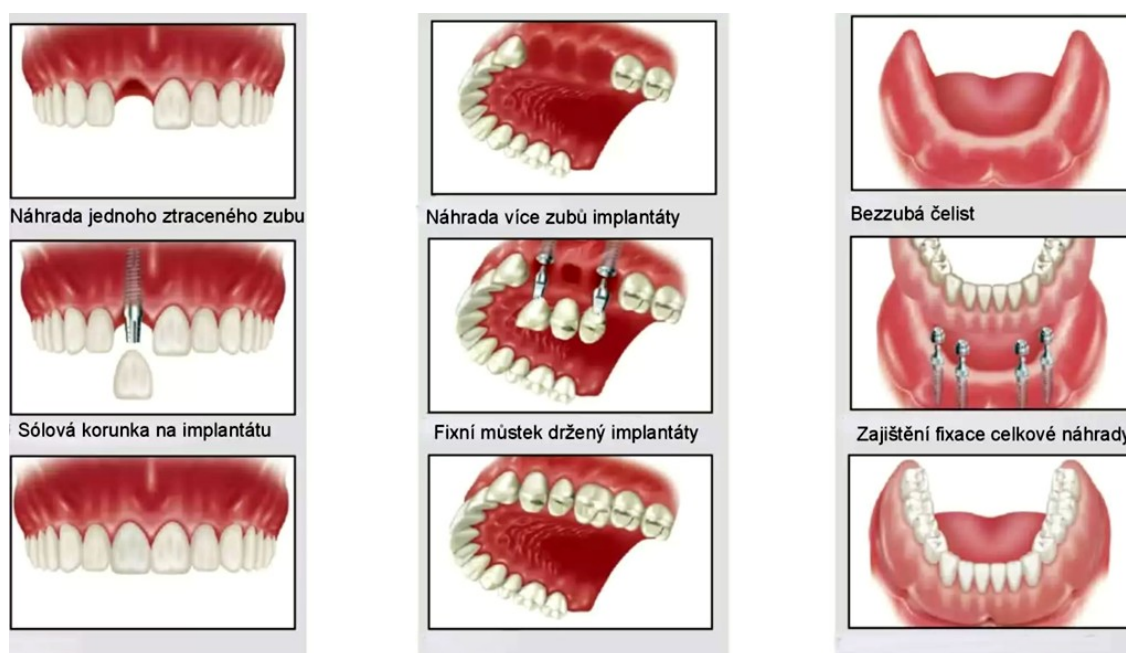 Náhrada jednoho ztraceného zubu
Sólová korunka na implantátu
Náhrada více zubů implantáty
Fixní můstek držený implantáty
Bezzubá čelist
Zajištění fixace celkové náhrady